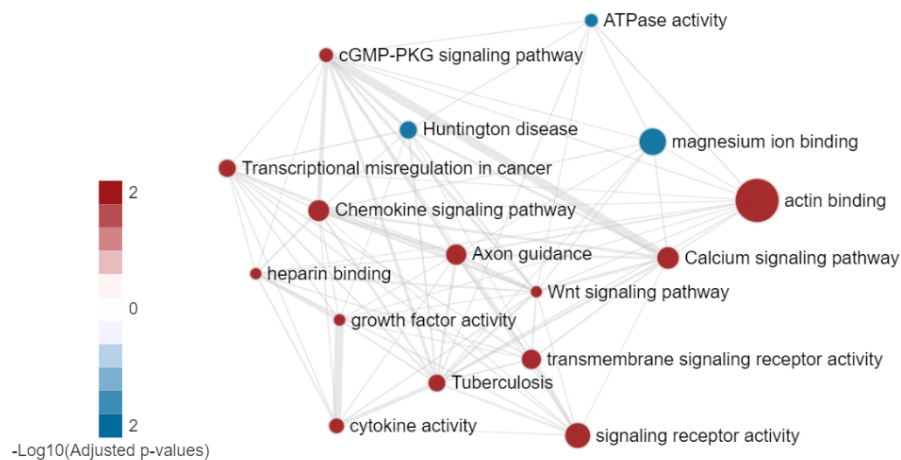 ATPase activity
cGMP-PKG signaling pathway
Huntington disease
magnesium ion binding
Transcriptional misregulation in cancer
actin binding
Chemokine signaling pathway
Axon guidance
Calcium signaling pathway
heparin binding
Wnt signaling pathway
growth factor activity
transmembrane signaling receptor activity
Tuberculosis
cytokine activity
signaling receptor activity
2
0
2
-Log10(Adjusted p-values)